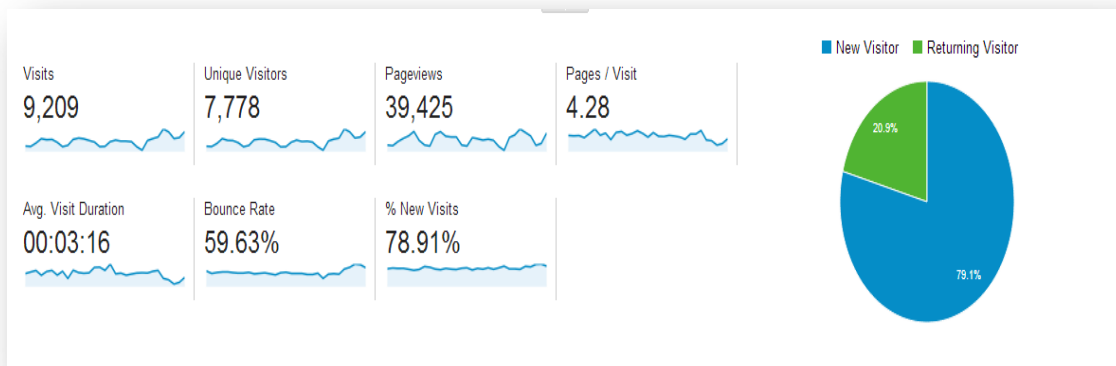 New Visitor
Returning Visitor
Visits
9,209
Unique Visitors
7,778
Pageviews
39,425
Pages / Visit
4.28
20.9%
Avg. Visit Duration
00:03:16
Bounce Rate
59.63%
% New Visits
78.91%
79.1%